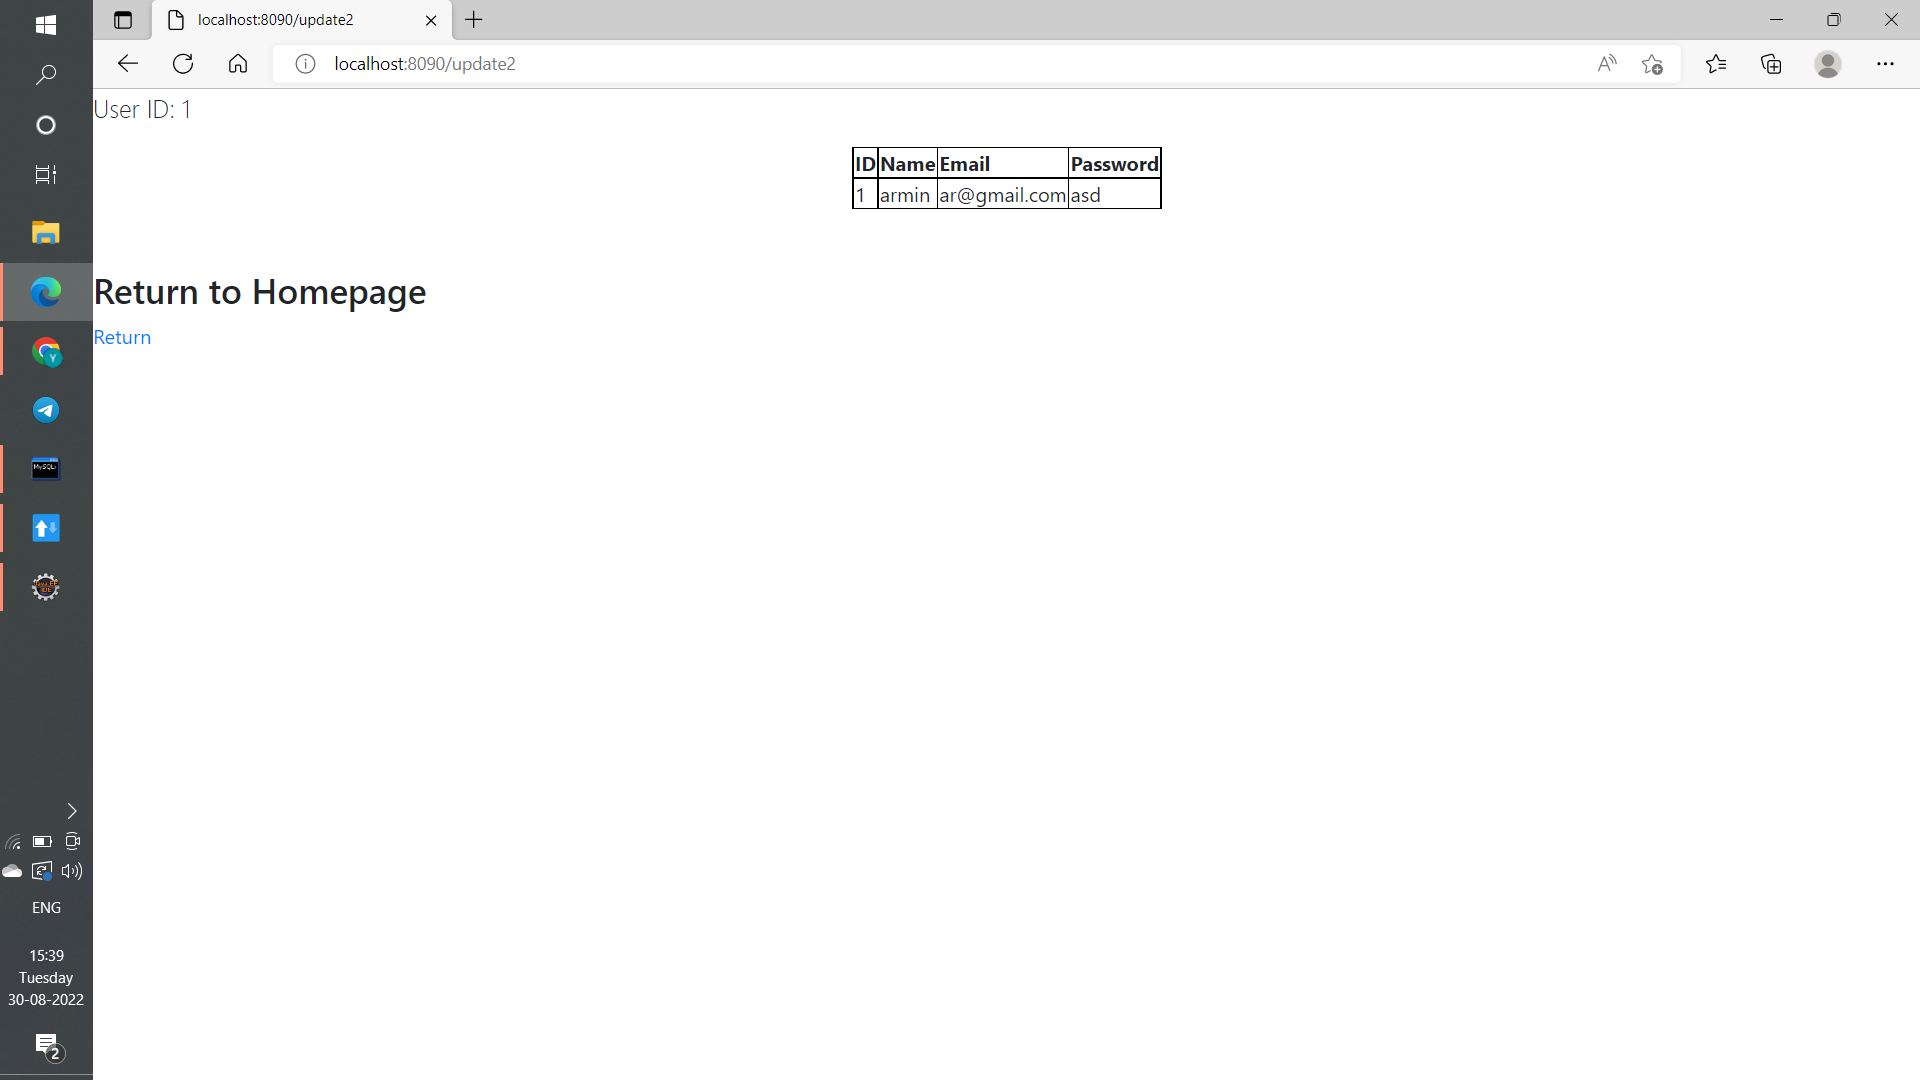 localhost:8090/update2
localhost:8090/update2
User ID: 1
ID Name Email Password
1 armin ar@gmail.com asd
Return to Homepage
Return
Y
MySQL
ENG
15:39
Tuesday
30-08-2022
2